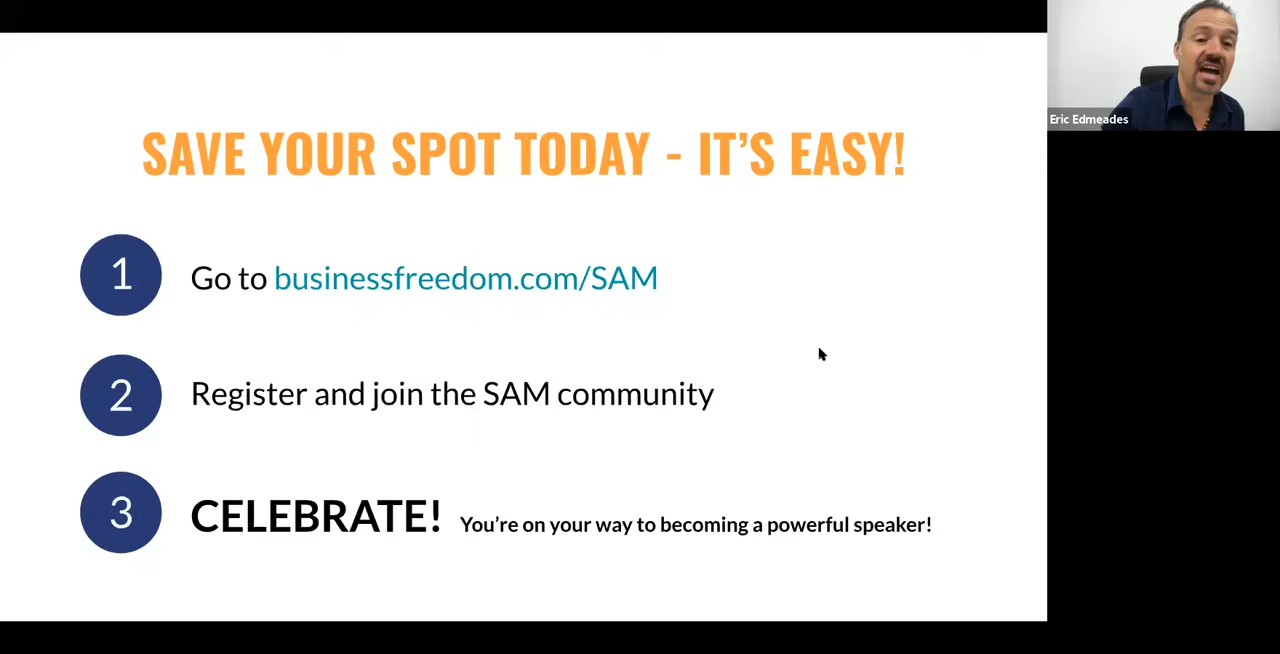 SAVE YOUR SPOT TODAY - IT’S EASY!
1
Go to businessfreedom.com/SAM
2
Register and join the SAM community
3
CELEBRATE! You’re on your way to becoming a powerful speaker!
Eric Edmeades